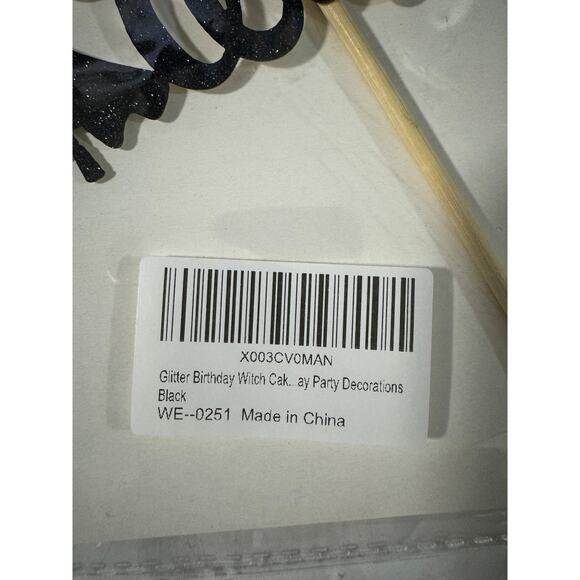 X003CV0MAN
Glitter Birthday Witch Cak...ay Party Decorations
Black
WE--0251 Made in China